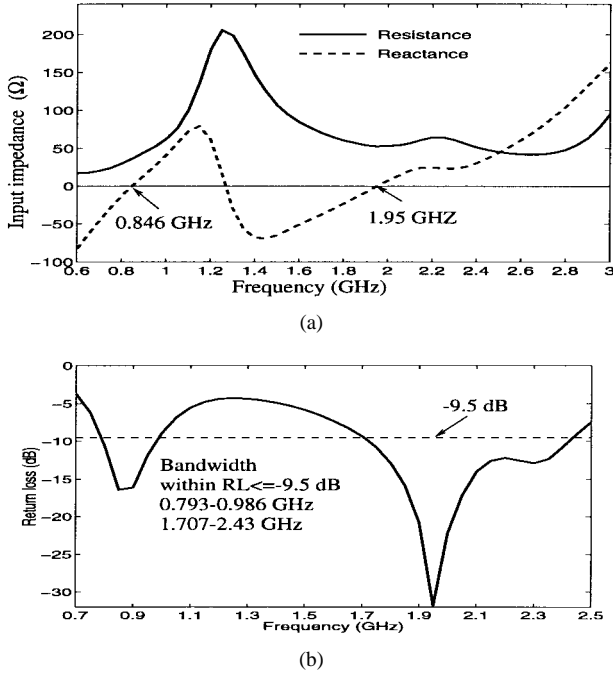 200
150
100
50
0
−50
−100
Input impedance (Ω)
Resistance
Reactance
0.846 GHz
1.95 GHZ
0.6 0.8 1 1.2 1.4 1.6 1.8 2 2.2 2.4 2.6 2.8 3
Frequency (GHz)
(a)
0
−5
−10
−15
−20
−25
−30
Return loss (dB)
-9.5 dB
Bandwidth
within RL<=-9.5 dB
0.793-0.986 GHz
1.707-2.43 GHz
0.7 0.9 1.1 1.3 1.5 1.7 1.9 2.1 2.3 2.5
Frequency (GHz)
(b)